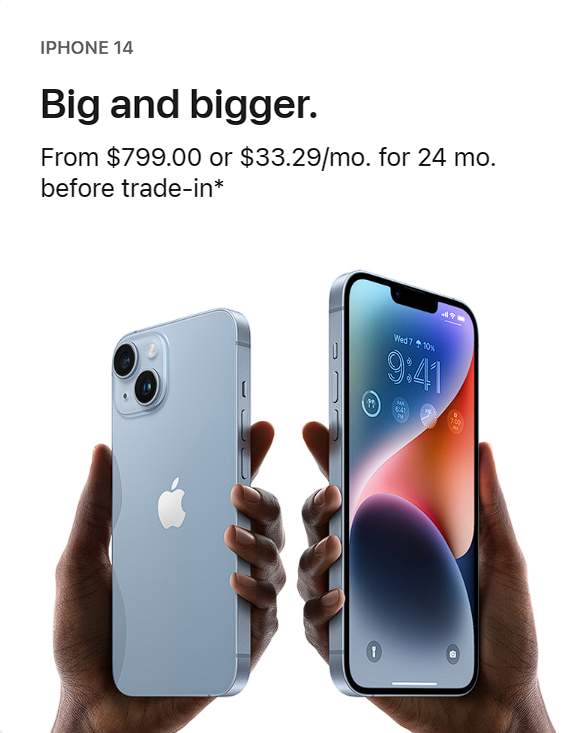 IPHONE 14
Big and bigger.
From $799.00 or $33.29/mo. for 24 mo.
before trade-in*
Wed 7 10%
9:41